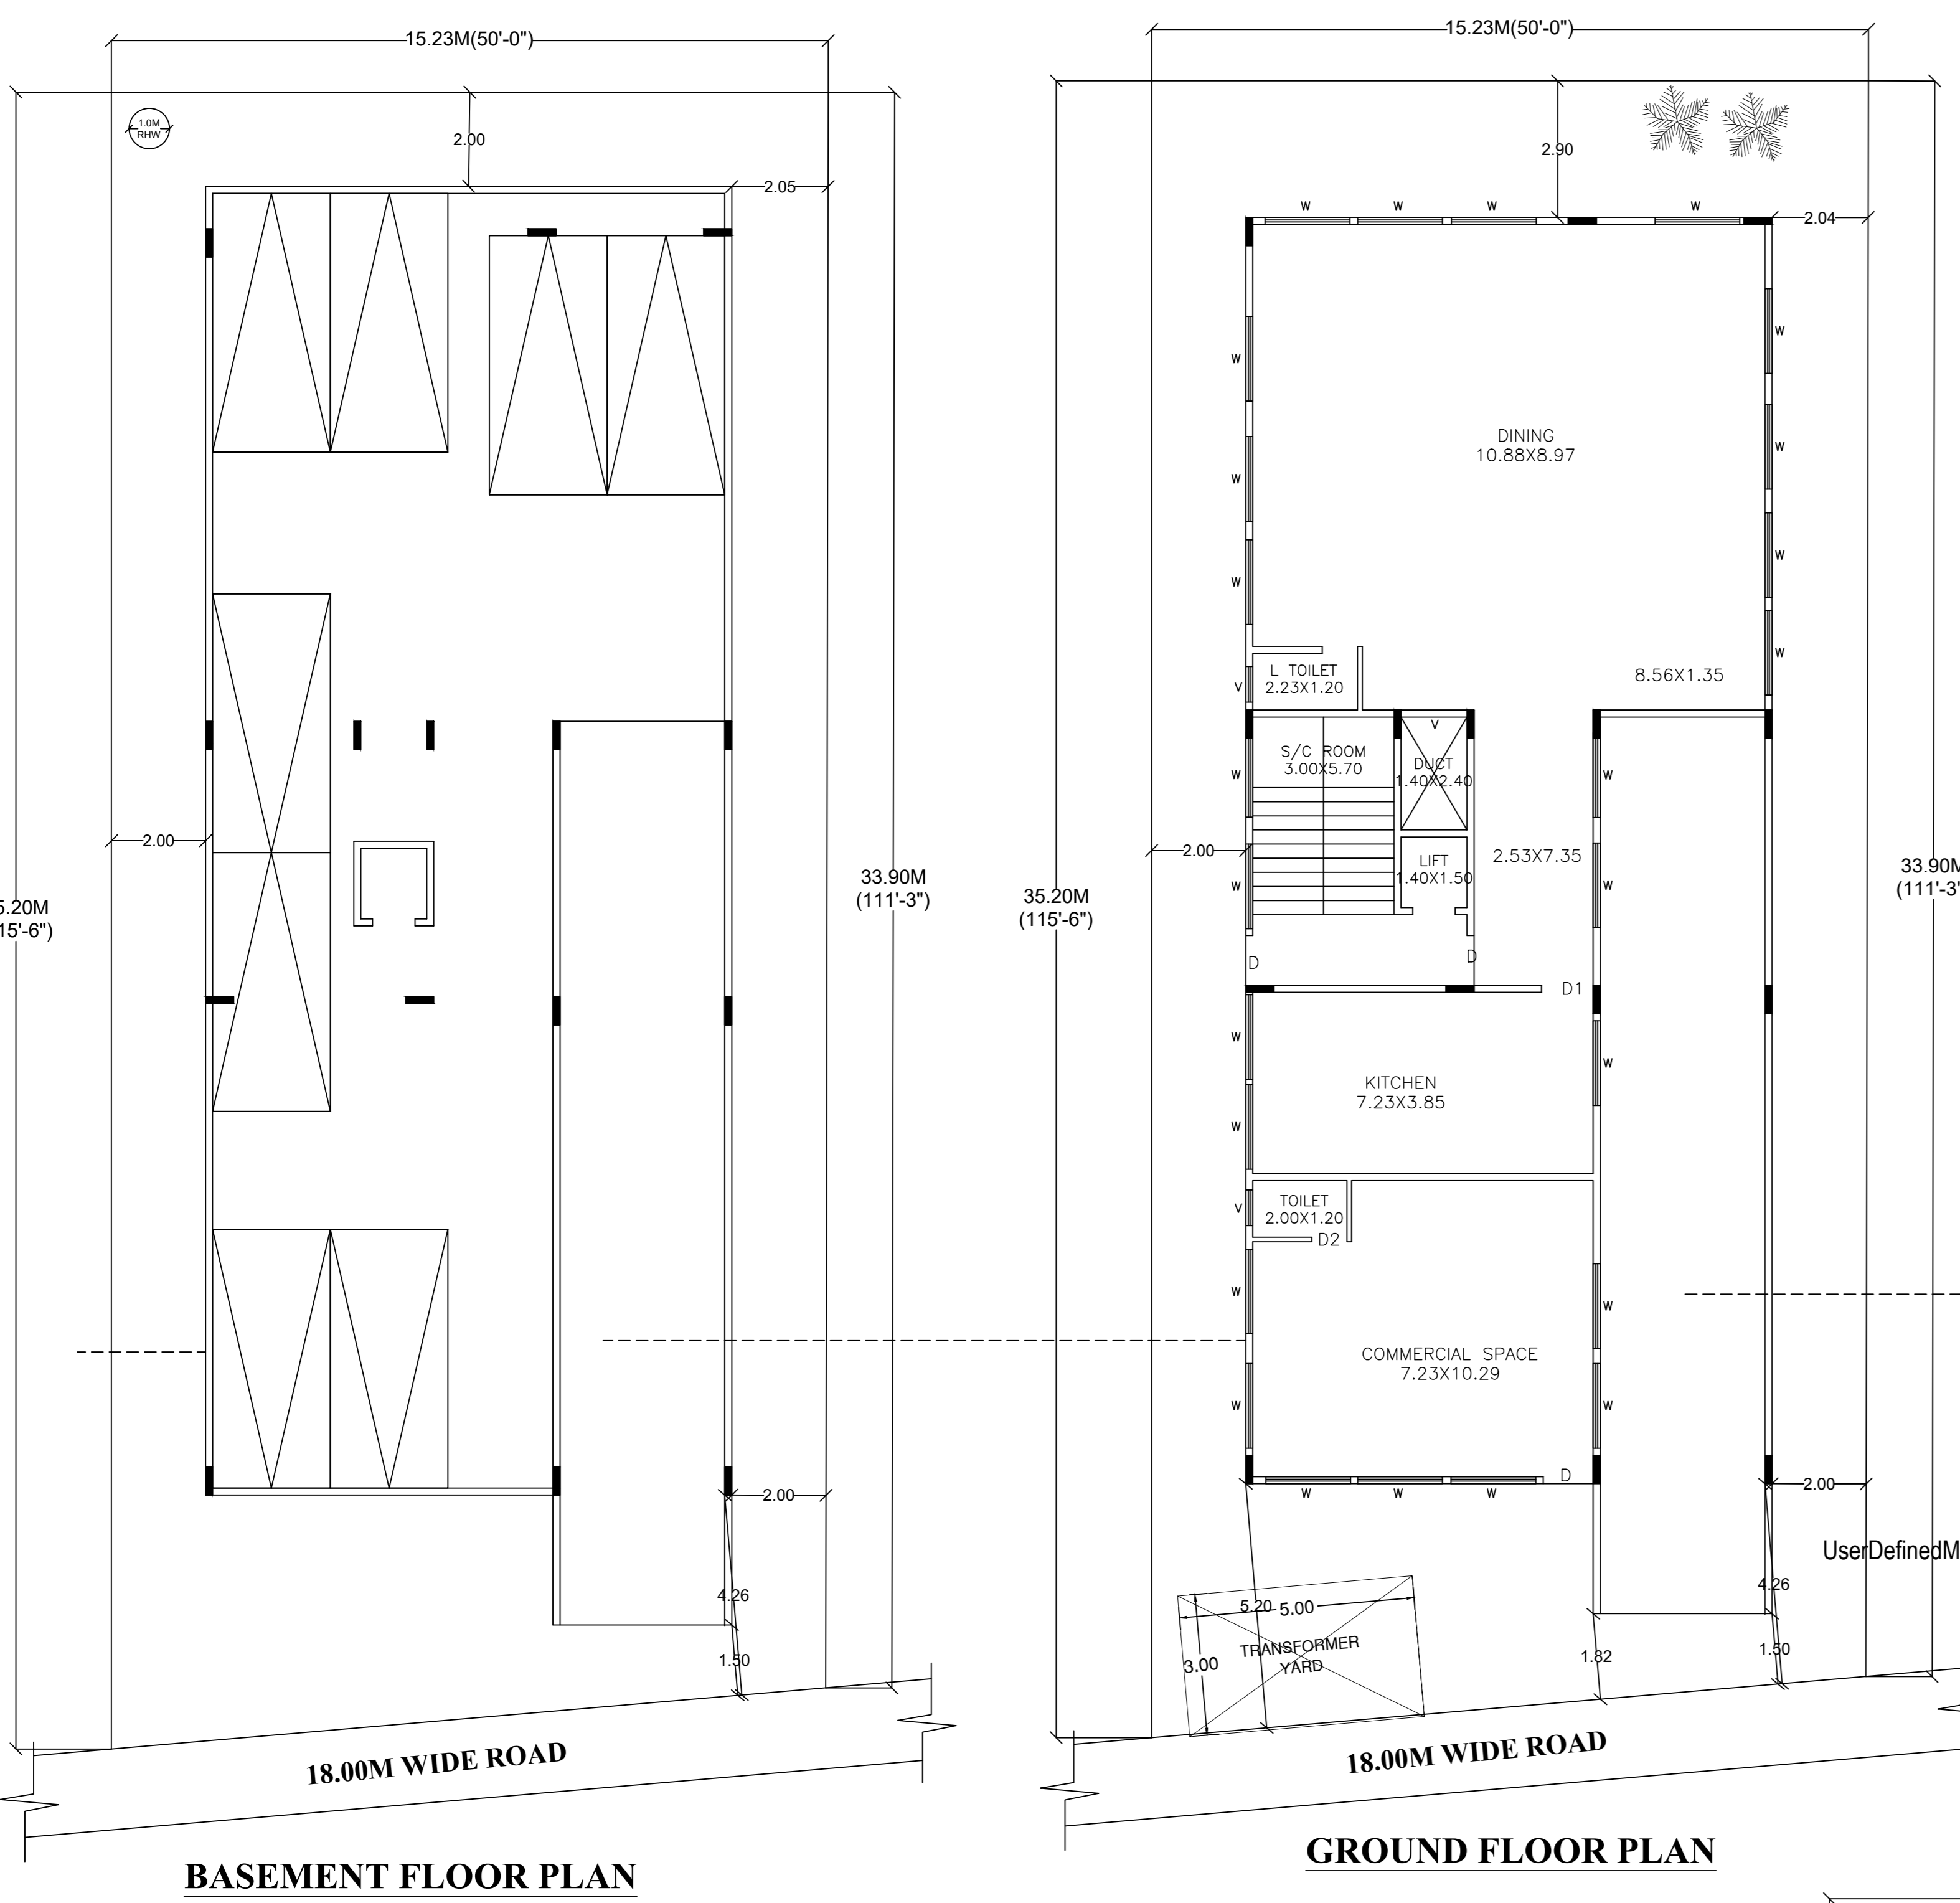 15.23M(50'-0")
1.0M
RHW
2.00
2.05
2.00
5.20M
15'-6")
33.90M
(111'-3")
2.00
4.26
1.50
18.00M WIDE ROAD
BASEMENT FLOOR PLAN
15.23M(50'-0")
2.90
W W W W
2.04
W
W
DINING
10.88X8.97
W
W
W
W
W
L TOILET
2.23X1.20
V
8.56X1.35
V
S/C ROOM
3.00X5.70
DUCT
1.40X2.40
W
W
2.00
LIFT
1.40X1.50
2.53X7.35
W
W
35.20M
(115'-6")
33.90M
(111'-3"
D
D
D1
W
W
KITCHEN
7.23X3.85
W
TOILET
2.00X1.20
V
D2
W
W
COMMERCIAL SPACE
7.23X10.29
W
W
D
W W W
2.00
UserDefinedM
4.26
5.20
5.00
TRANSFORMER
YARD
3.00
1.82
1.50
18.00M WIDE ROAD
GROUND FLOOR PLAN